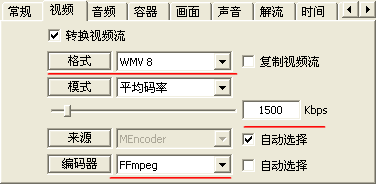 常规 视频 音频 容器 画面 声音 解流 时间
转换视频流
格式 WMV 8 复制视频流
模式 平均码率
1500 Kbps
来源 MEncoder 自动选择
编码器 FFmpeg 自动选择